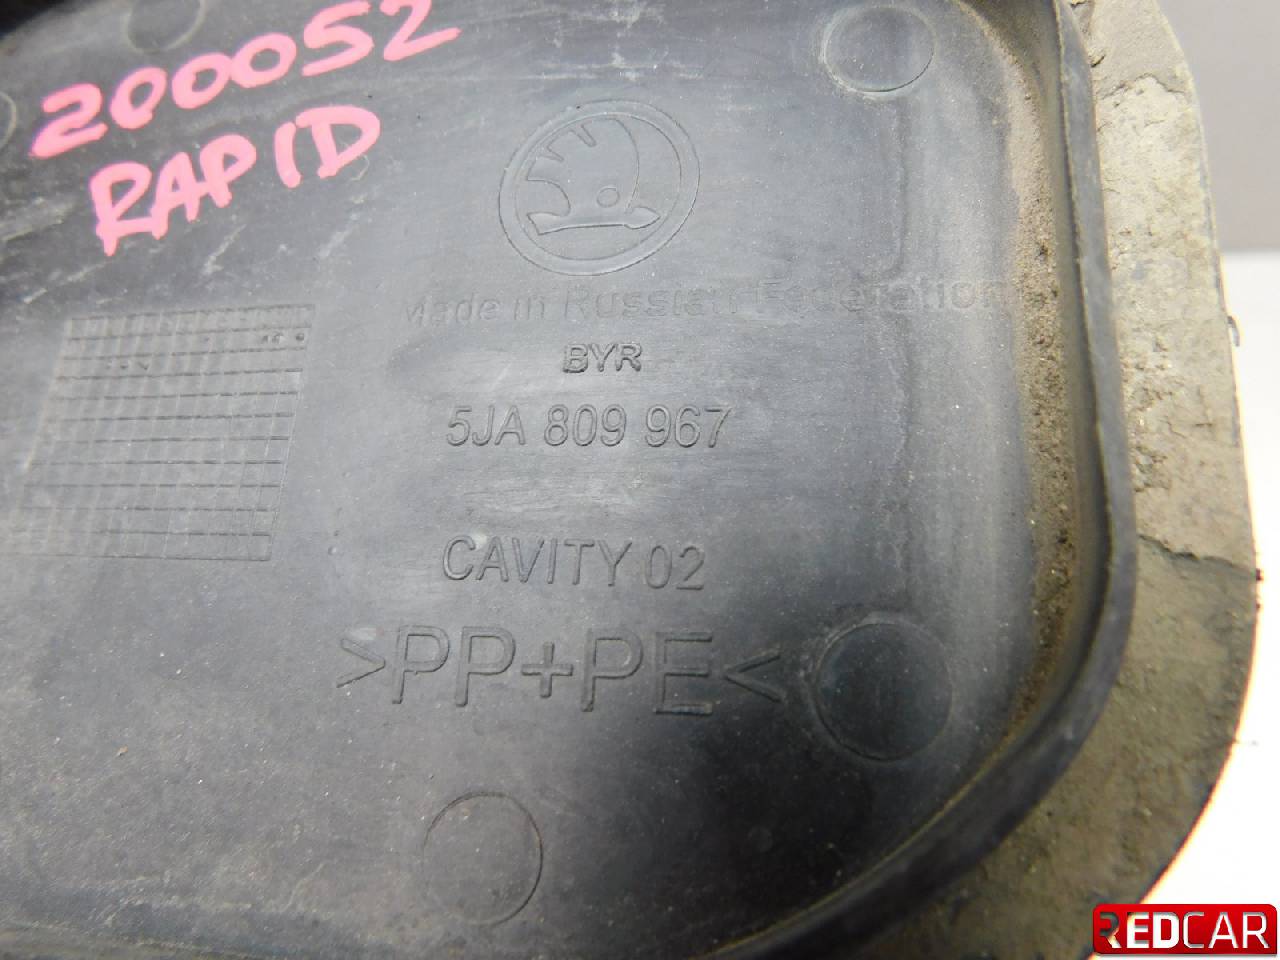 200052
RAPID
Made in Russian Federation
BYR
5JA 809 967
CAVITY 02
>PP+PE<
REDCAR